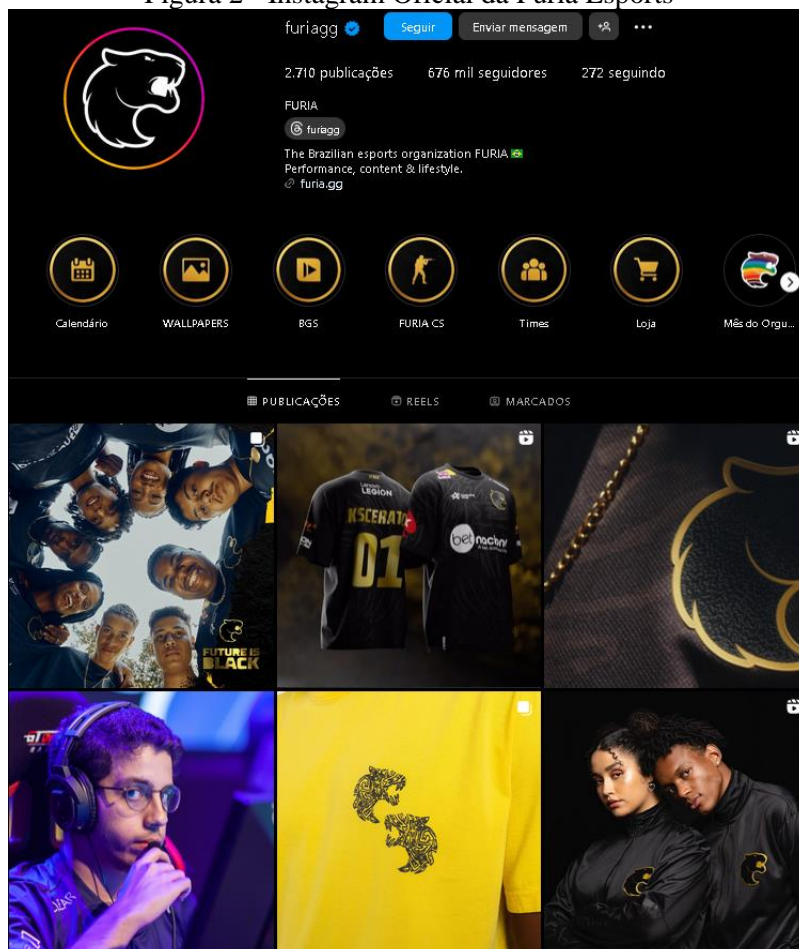 Figura 2 - Instagram Oficial da Furia Esports
furiagg
Seguir
Enviar mensagem
2.710 publicações
676 mil seguidores
272 seguindo
FURIA
furiagg
The Brazilian esports organization FURIA
Performance, content & lifestyle.
furia.gg
Calendário
WALLPAPERS
BGS
FURIA CS
Times
Loja
Mês do Orgu...
PUBLICAÇÕES
REELS
MARCADOS
FUTURE IS
BLACK
Lenovo
LEGION
KSCERATO
01
betnacional